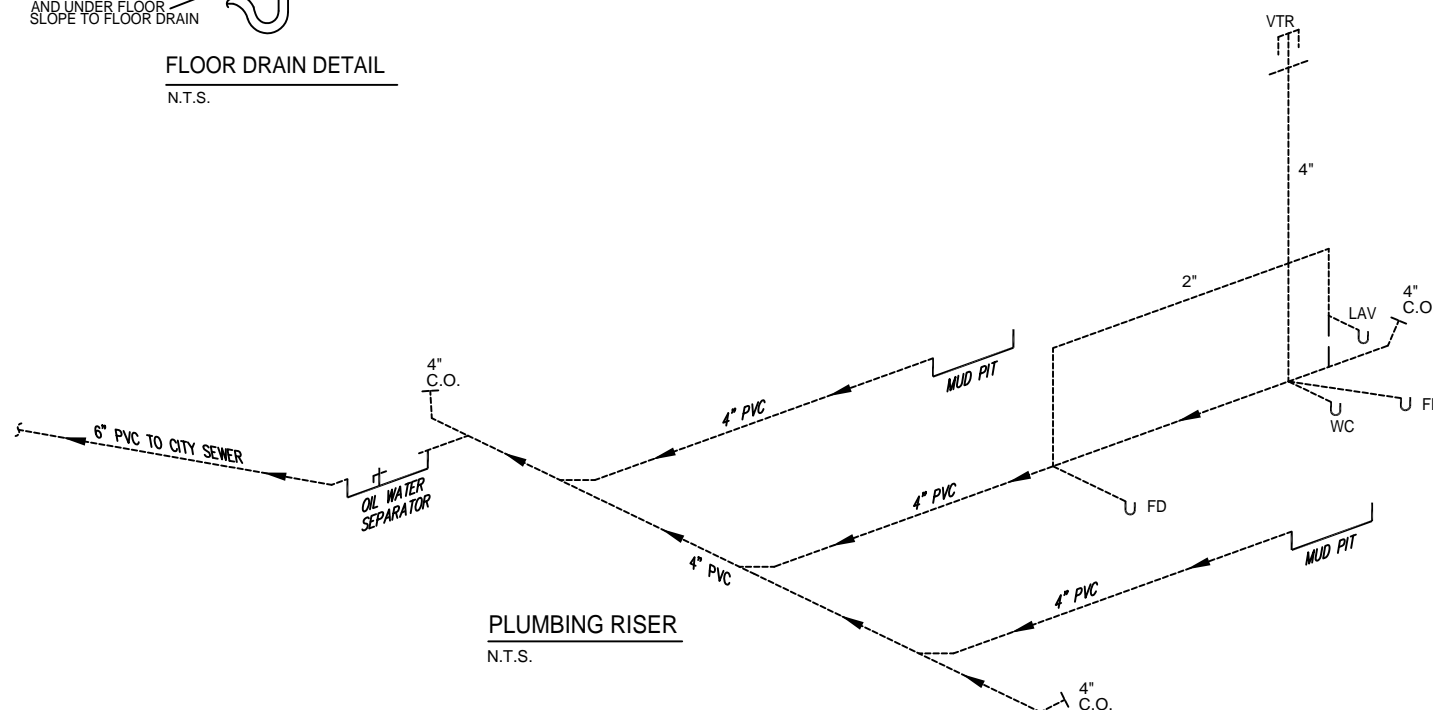 AND UNDER FLOOR
SLOPE TO FLOOR DRAIN
FLOOR DRAIN DETAIL
N.T.S.
VTR
4"
2"
4"
C.O
LAV
WC
4"
C.O.
MUD PIT
4" PVC
6" PVC TO CITY SEWER
OIL WATER
SEPARATOR
4" PVC
FD
MUD PIT
4" PVC
4" PVC
PLUMBING RISER
N.T.S.
4"
C.O.